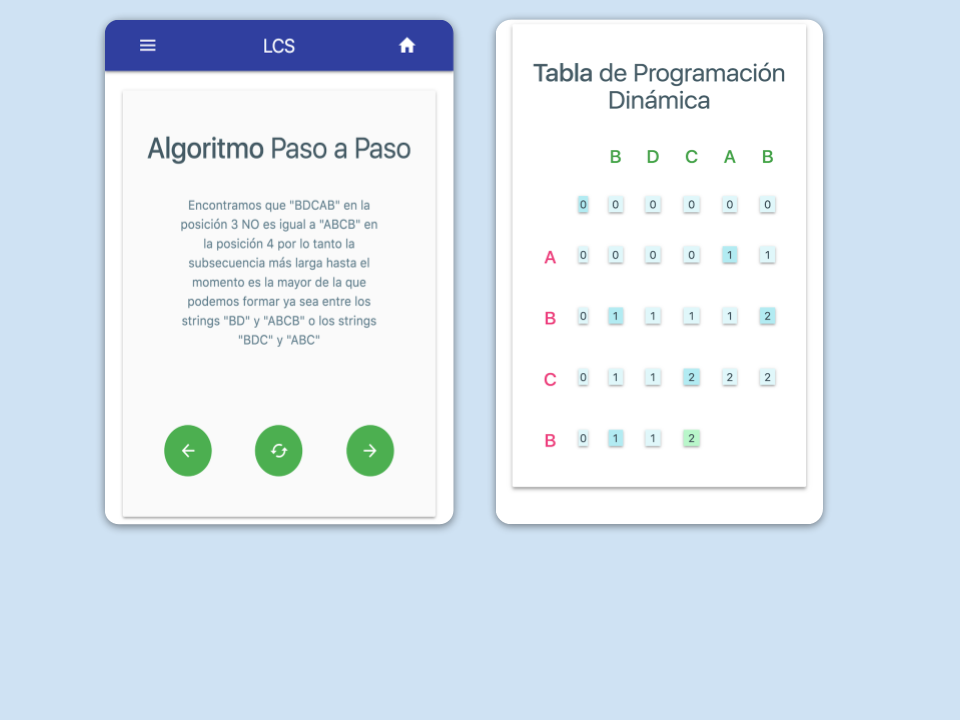 LCS
Algoritmo Paso a Paso
Encontramos que "BDCAB" en la
posición 3 NO es igual a "ABCB" en
la posición 4 por lo tanto la
subsecuencia más larga hasta el
momento es la mayor de la que
podemos formar ya sea entre los
strings "BD" y "ABCB" o los strings
"BDC" y "ABC"
Tabla de Programación
Dinámica
B D C A B
0 0 0 0 0 0
A 0 0 0 0 1 1
B 0 1 1 1 1 2
C 0 1 1 2 2 2
B 0 1 1 2